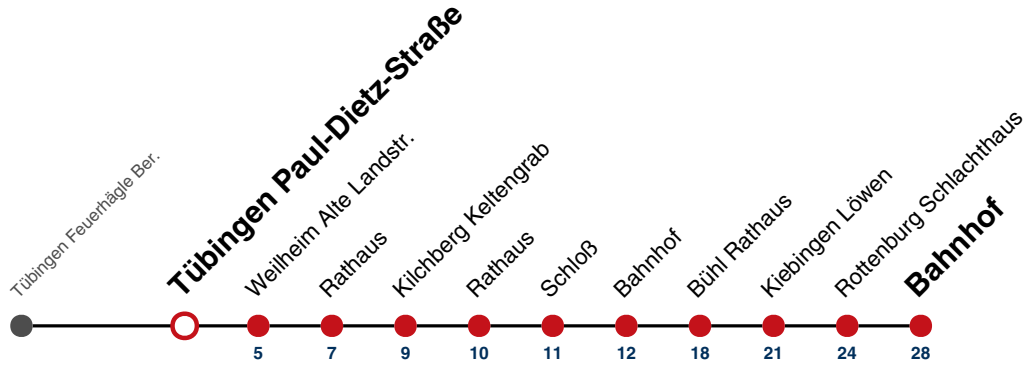 Tübingen Feuerhägle Ber.
Tübingen Paul-Dietz-Straße
Weilheim Alte Landstr.
Rathaus
Kilchberg Keltengrab
Rathaus
Schloß
Bahnhof
Bühl Rathaus
Kiebingen Löwen
Rottenburg Schlachthaus
Bahnhof
5 7 9 10 11 12 18 21 24 28